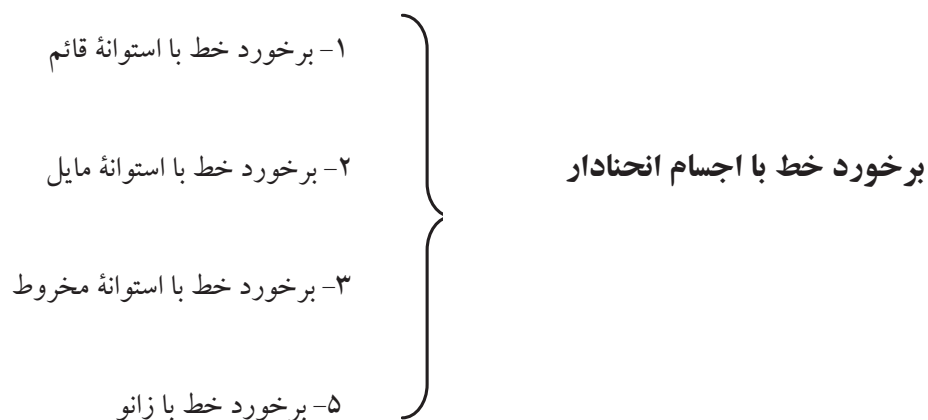 برخورد خط با اجسام انحنادار
۱– برخورد خط با استوانهٔ قائم
۲– برخورد خط با استوانهٔ مایل
۳– برخورد خط با استوانهٔ مخروط
۵– برخورد خط با زانو